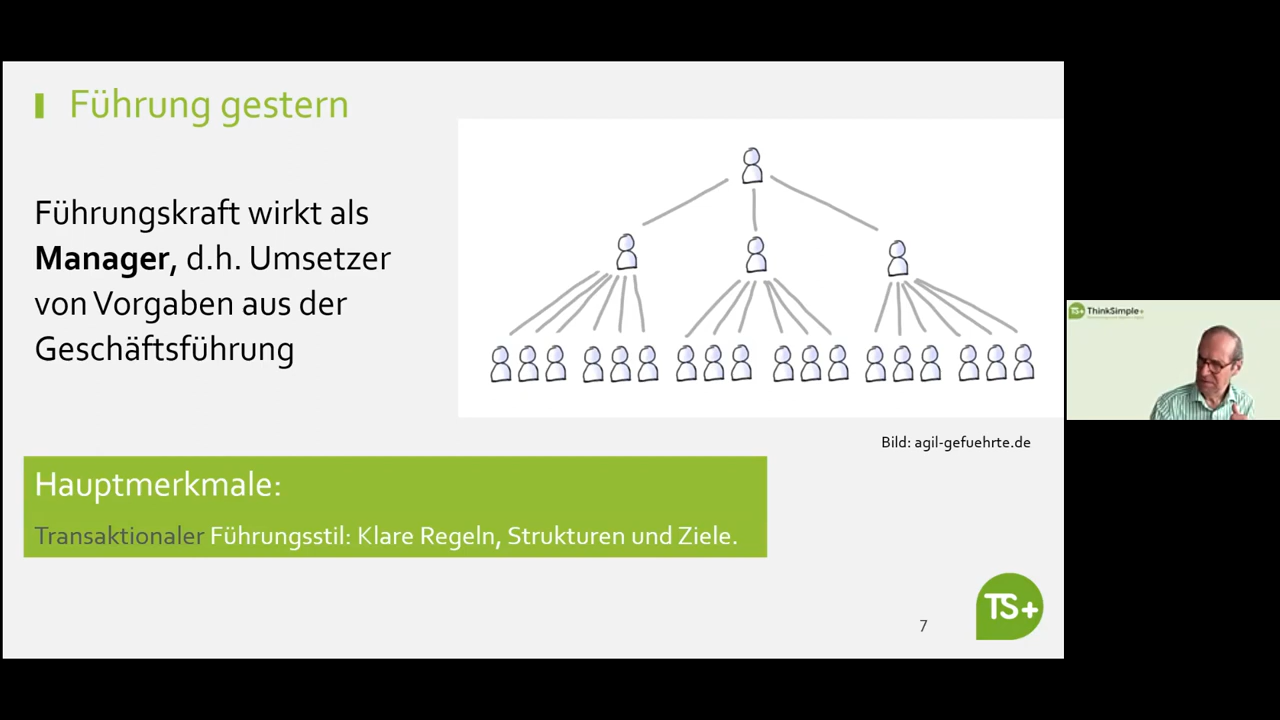 Führung gestern
Führungskraft wirkt als
Manager, d.h. Umsetzer
von Vorgaben aus der
Geschäftsführung
Bild: agil-gefuehrte.de
Hauptmerkmale:
Transaktionaler Führungsstil: Klare Regeln, Strukturen und Ziele.
7
TS+
TS+ ThinkSimple+